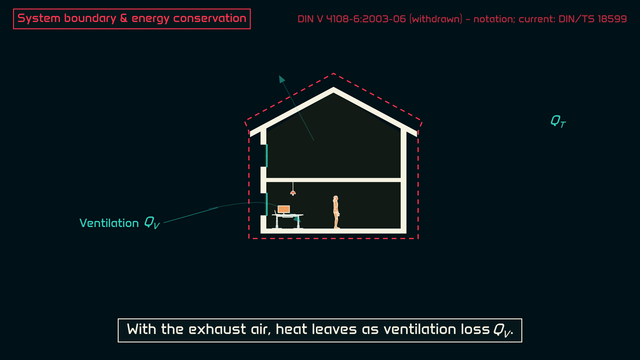 System boundary & energy conservation
DIN V 4108-6:2003-06 (withdrawn) – notation; current: DIN/TS 18599
Q_T
Ventilation Q_V
With the exhaust air, heat leaves as ventilation loss Q_V.